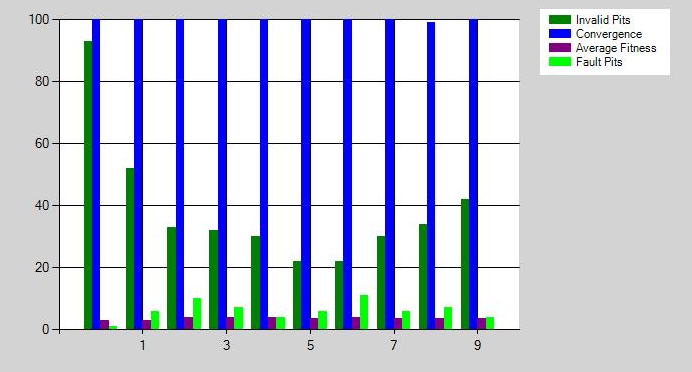 100
80
60
40
20
0
1 3 5 7 9
Invalid Pits
Convergence
Average Fitness
Fault Pits